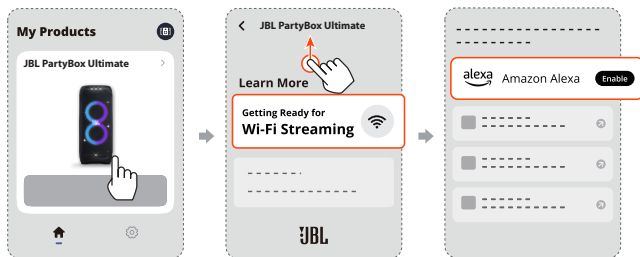 My Products
JBL PartyBox Ultimate
JBL PartyBox Ultimate
Learn More
Getting Ready for
Wi-Fi Streaming
JBL
alexa Amazon Alexa Enable